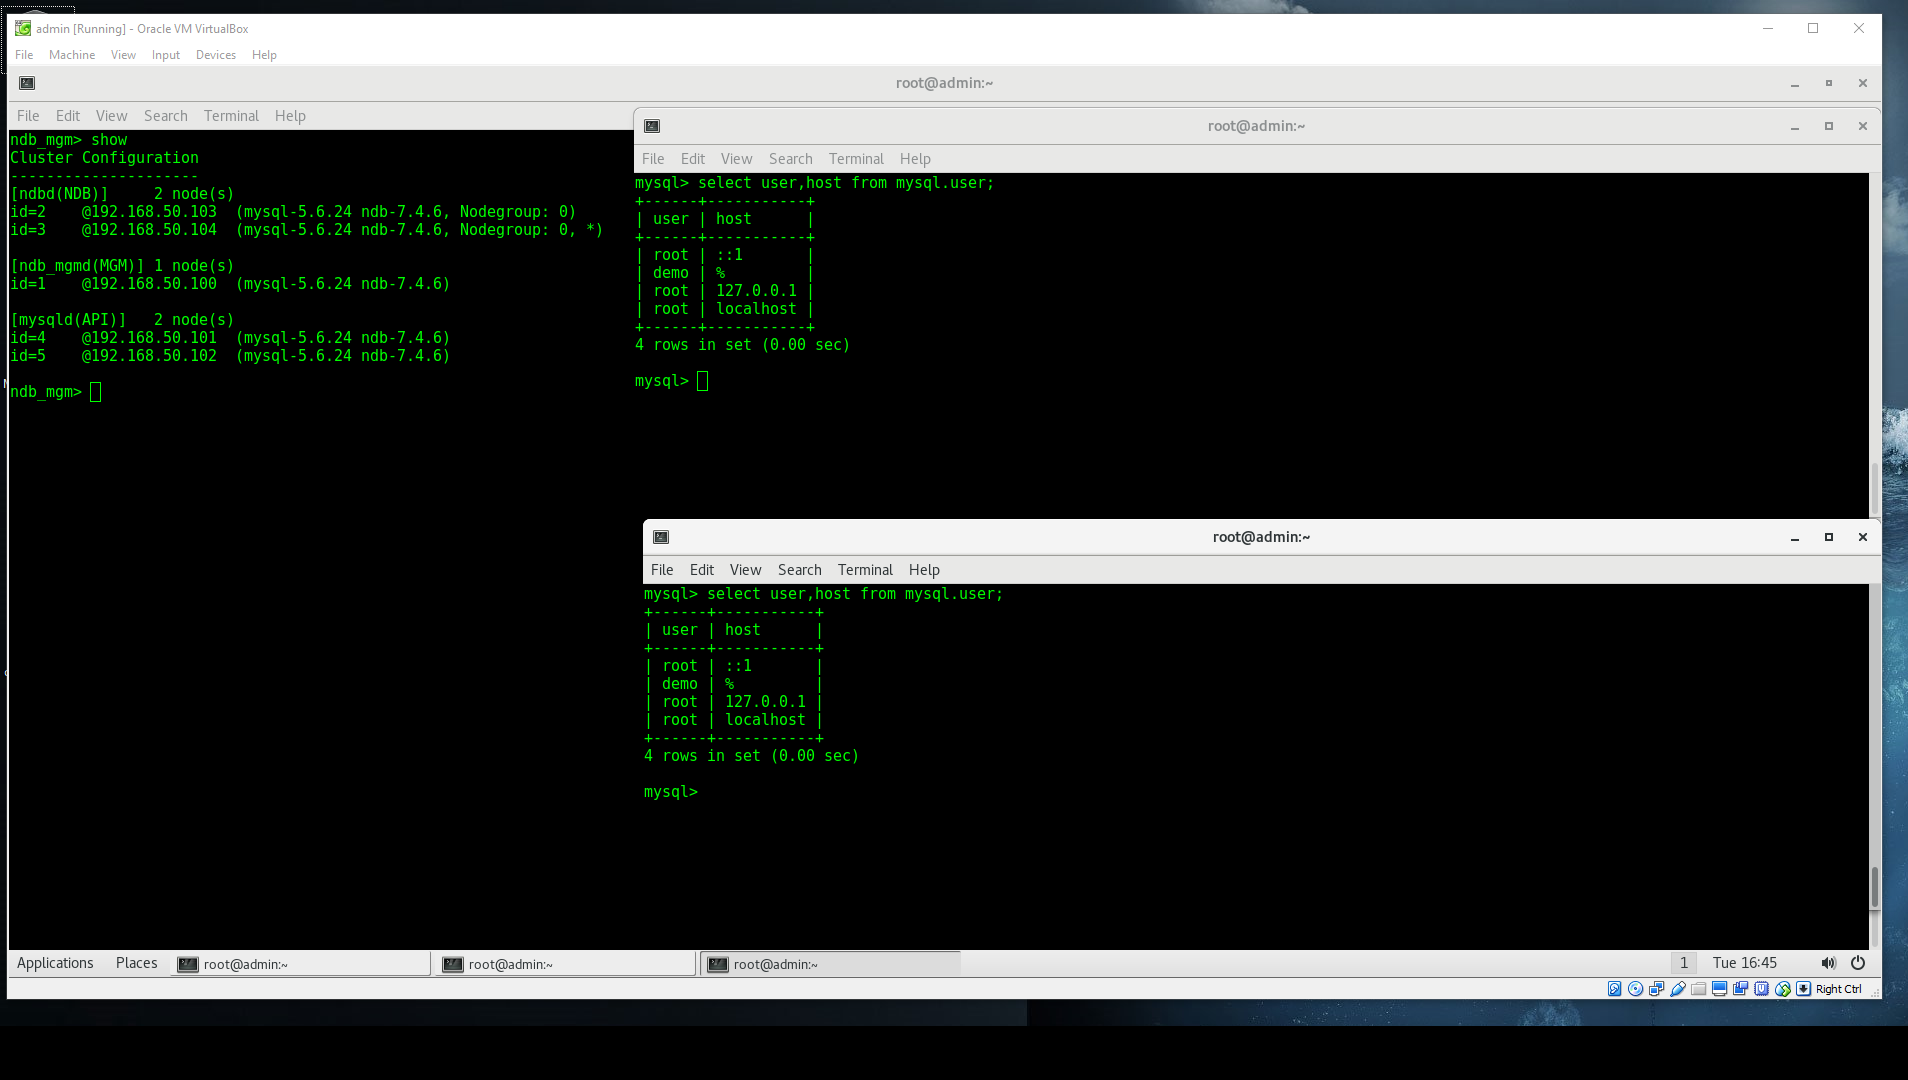 admin [Running] - Oracle VM VirtualBox
File Machine View Input Devices Help
root@admin:~
File Edit View Search Terminal Help
ndb_mgm> show
Cluster Configuration
---------------------
[ndbd(NDB)]     2 node(s)
id=2    @192.168.50.103  (mysql-5.6.24 ndb-7.4.6, Nodegroup: 0)
id=3    @192.168.50.104  (mysql-5.6.24 ndb-7.4.6, Nodegroup: 0, *)
[ndb_mgmd(MGM)] 1 node(s)
id=1    @192.168.50.100  (mysql-5.6.24 ndb-7.4.6)
[mysqld(API)]   2 node(s)
id=4    @192.168.50.101  (mysql-5.6.24 ndb-7.4.6)
id=5    @192.168.50.102  (mysql-5.6.24 ndb-7.4.6)
ndb_mgm>
root@admin:~
File Edit View Search Terminal Help
mysql> select user,host from mysql.user;
+------+-----------+
| user | host      |
+------+-----------+
| root | ::1       |
| demo | %         |
| root | 127.0.0.1 |
| root | localhost |
+------+-----------+
4 rows in set (0.00 sec)
mysql>
root@admin:~
File Edit View Search Terminal Help
mysql> select user,host from mysql.user;
+------+-----------+
| user | host      |
+------+-----------+
| root | ::1       |
| demo | %         |
| root | 127.0.0.1 |
| root | localhost |
+------+-----------+
4 rows in set (0.00 sec)
mysql>
Applications Places root@admin:~ root@admin:~ root@admin:~ 1 Tue 16:45
Right Ctrl